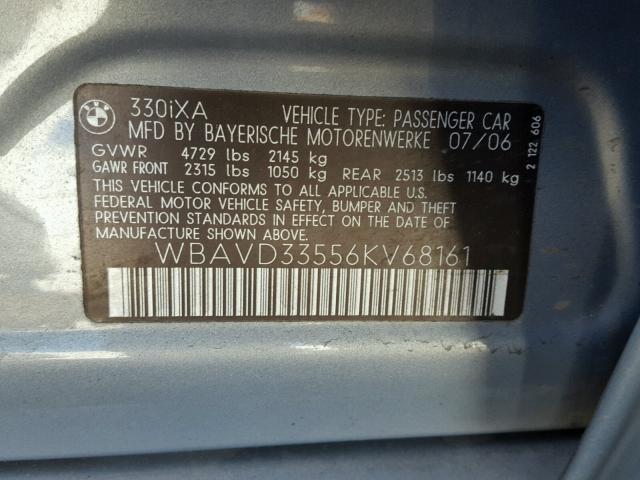 BMW
330iXA VEHICLE TYPE: PASSENGER CAR
MFD BY BAYERISCHE MOTORENWERKE 07/06
GVWR 4729 lbs 2145 kg
GAWR FRONT 2315 lbs 1050 kg REAR 2513 lbs 1140 kg
THIS VEHICLE CONFORMS TO ALL APPLICABLE U.S.
FEDERAL MOTOR VEHICLE SAFETY, BUMPER AND THEFT
PREVENTION STANDARDS IN EFFECT ON THE DATE OF
MANUFACTURE SHOWN ABOVE.
WBAVD33556KV68161
2 122 606